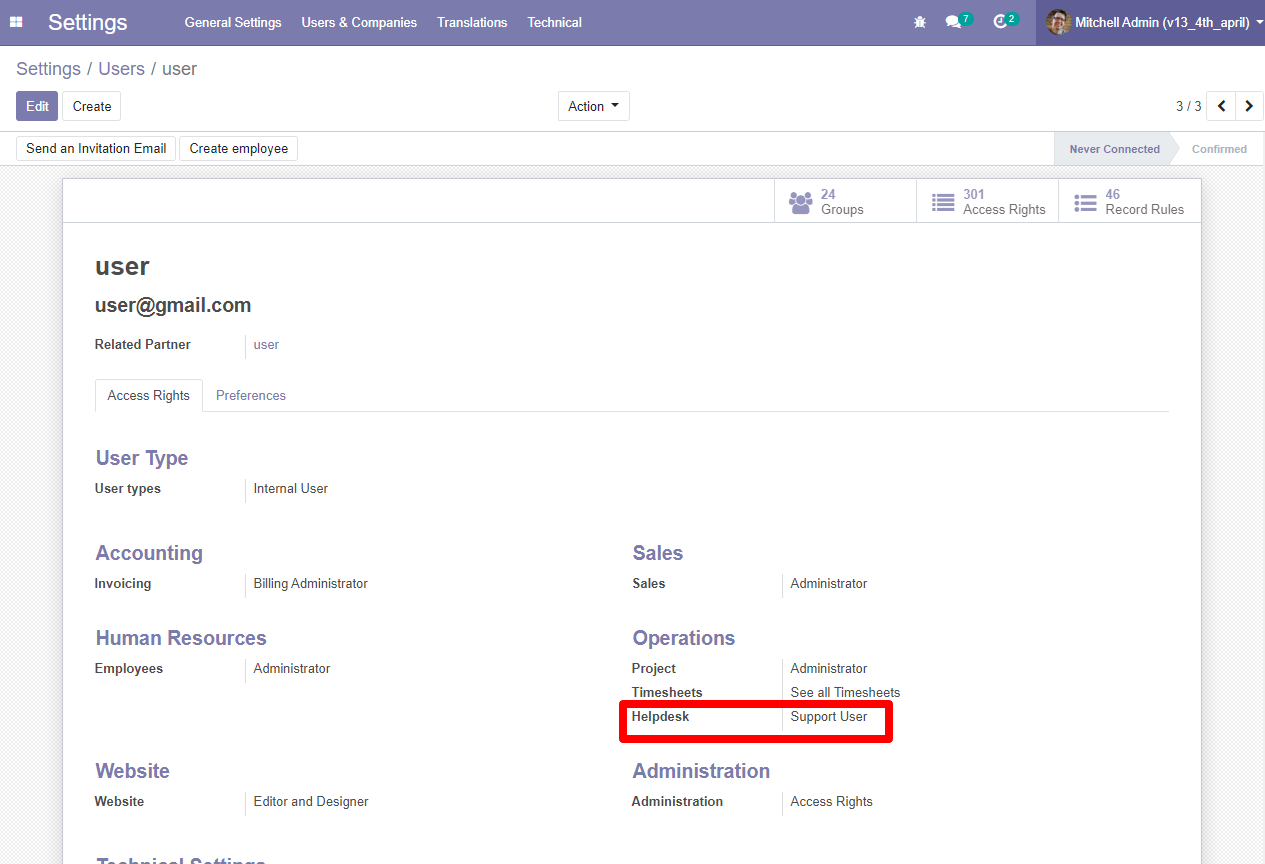 Settings General Settings Users & Companies Translations Technical 7 2 Mitchell Admin (v13_4th_april)
Settings / Users / user
Edit Create Action 3 / 3
Send an Invitation Email Create employee Never Connected Confirmed
24 Groups
301 Access Rights
46 Record Rules
user
user@gmail.com
Related Partner user
Access Rights Preferences
User Type
User types Internal User
Accounting
Invoicing Billing Administrator
Sales
Sales Administrator
Human Resources
Employees Administrator
Operations
Project Administrator
Timesheets See all Timesheets
Helpdesk Support User
Website
Website Editor and Designer
Administration
Administration Access Rights
Technical Settings